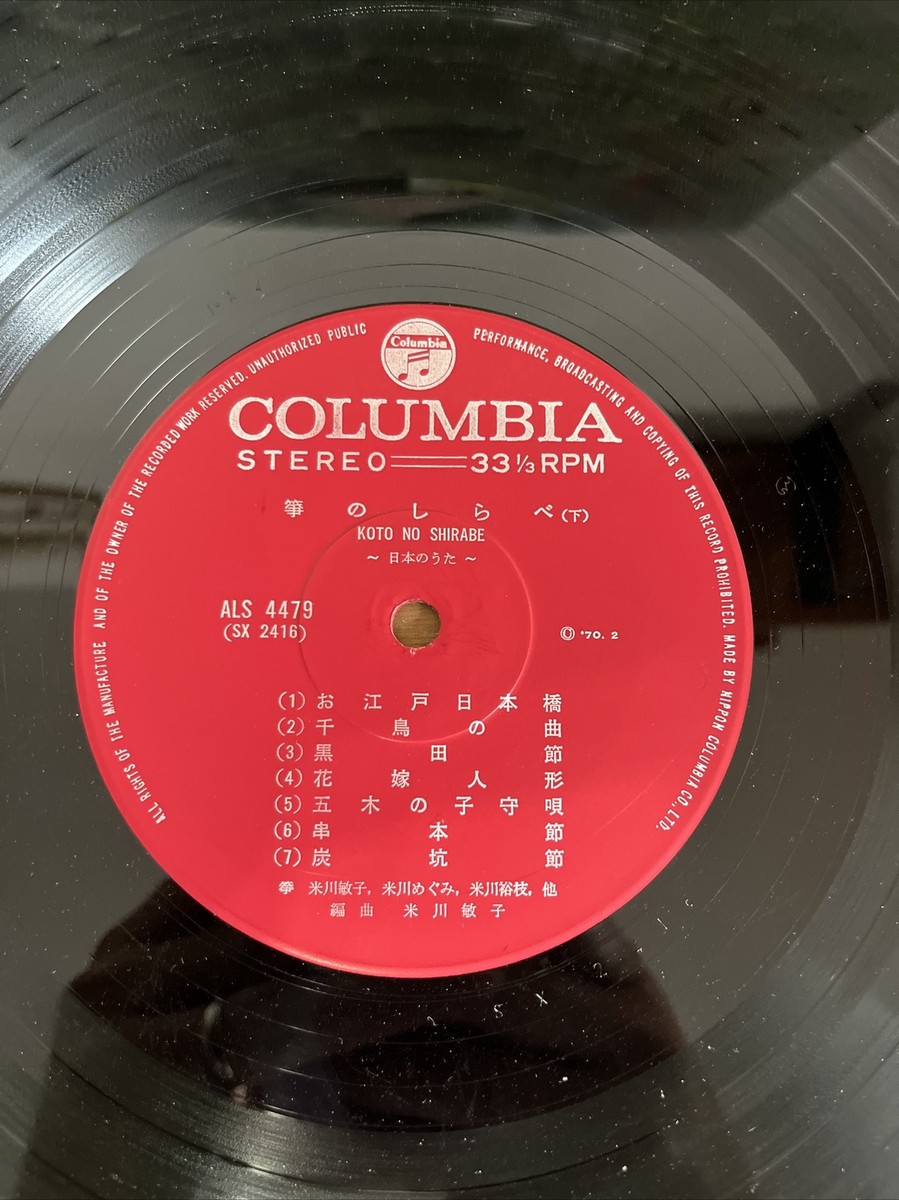 Columbia
ALL RIGHTS OF THE MANUFACTURE AND OF THE OWNER OF THE RECORDED WORK RESERVED. UNAUTHORIZED PUBLIC PERFORMANCE, BROADCASTING AND COPYING OF THIS RECORD PROHIBITED. MADE BY NIPPON COLUMBIA CO., LTD.
COLUMBIA
STEREO 33 1/3 RPM
箏のしらべ(下)
KOTO NO SHIRABE
~ 日本のうた ~
ALS 4479
(SX 2416)
Ⓒ '70. 2
(1) お江戸日本橋
(2) 千鳥の曲
(3) 黒田節
(4) 花嫁人形
(5) 五木の子守唄
(6) 串本節
(7) 炭坑節
箏 米川敏子, 米川めぐみ, 米川裕枝, 他
編曲 米川敏子